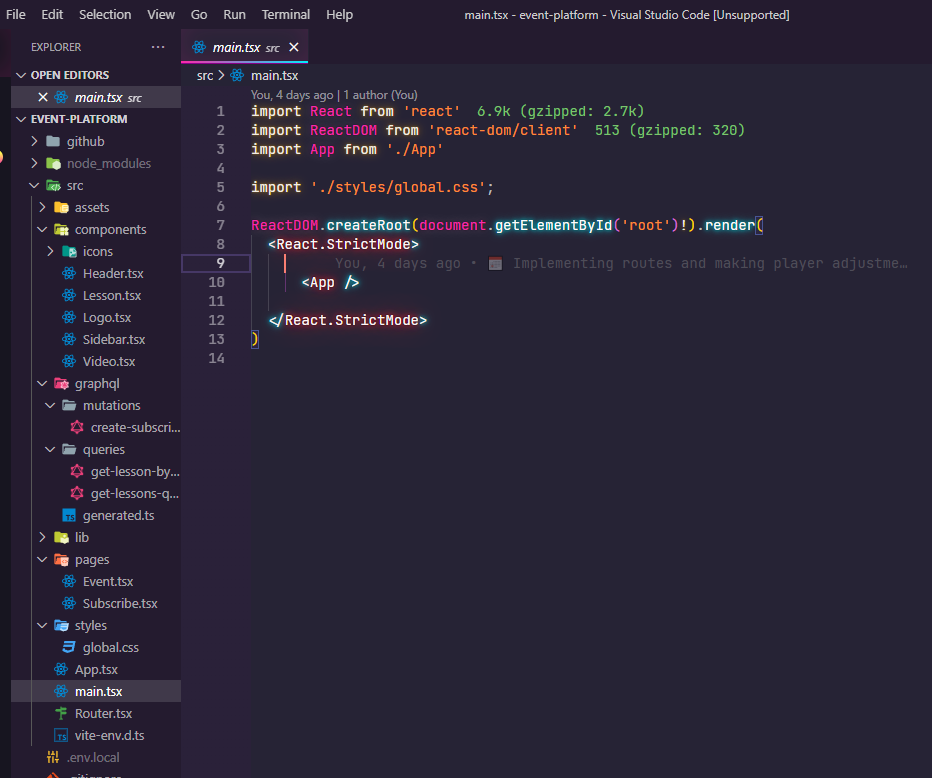 File Edit Selection View Go Run Terminal Help main.tsx - event-platform - Visual Studio Code [Unsupported]
EXPLORER ...
OPEN EDITORS
main.tsx src
EVENT-PLATFORM
github
node_modules
src
assets
components
icons
Header.tsx
Lesson.tsx
Logo.tsx
Sidebar.tsx
Video.tsx
graphql
mutations
create-subscri...
queries
get-lesson-by...
get-lessons-q...
generated.ts
lib
pages
Event.tsx
Subscribe.tsx
styles
global.css
App.tsx
main.tsx
Router.tsx
vite-env.d.ts
.env.local
.gitignore
main.tsx src
src > main.tsx
You, 4 days ago | 1 author (You)
1 import React from 'react' 6.9k (gzipped: 2.7k)
2 import ReactDOM from 'react-dom/client' 513 (gzipped: 320)
3 import App from './App'
4
5 import './styles/global.css';
6
7 ReactDOM.createRoot(document.getElementById('root')!).render(
8 <React.StrictMode>
9 You, 4 days ago • Implementing routes and making player adjustme…
10 <App />
11
12 </React.StrictMode>
13 )
14